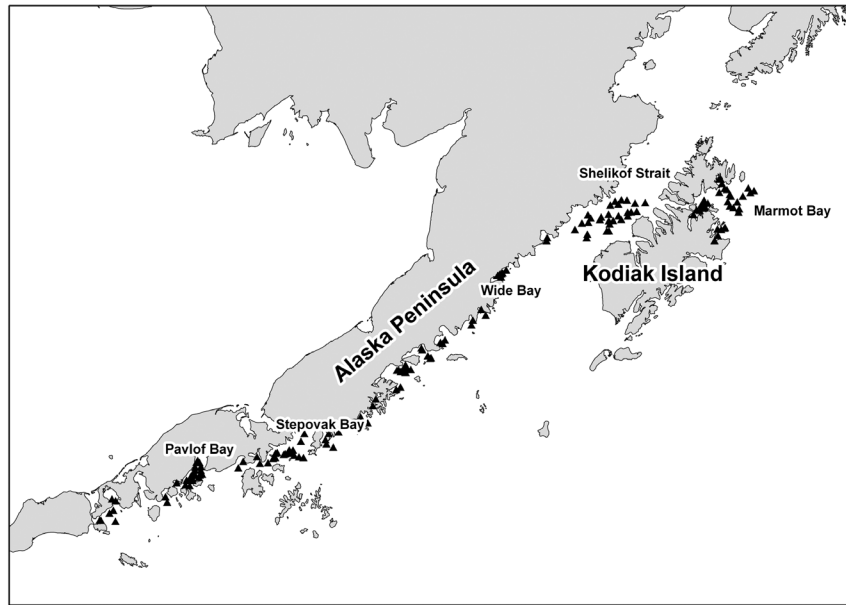 Shelikof Strait
Marmot Bay
Kodiak Island
Wide Bay
Alaska Peninsula
Stepovak Bay
Pavlof Bay